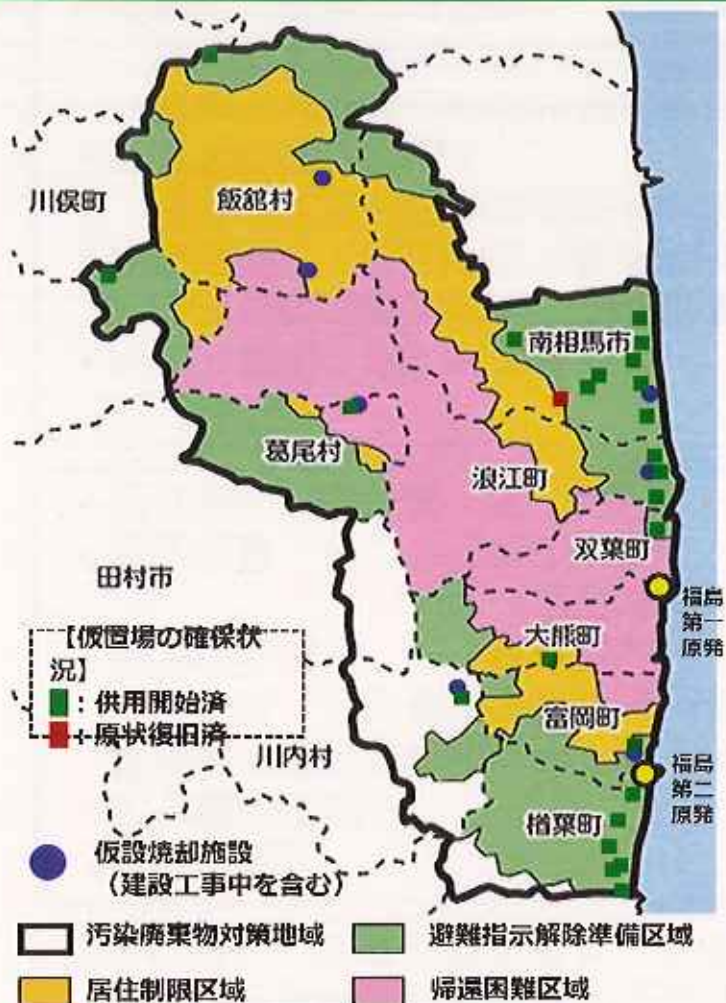 川俣町
飯舘村
南相馬市
葛尾村
浪江町
双葉町
田村市
福島
第一
原発
大熊町
【仮置場の確保状
況】
■：供用開始済
■：原状復旧済
富岡町
川内村
福島
第二
原発
楢葉町
仮設焼却施設
（建設工事中を含む）
汚染廃棄物対策地域
避難指示解除準備区域
居住制限区域
帰還困難区域